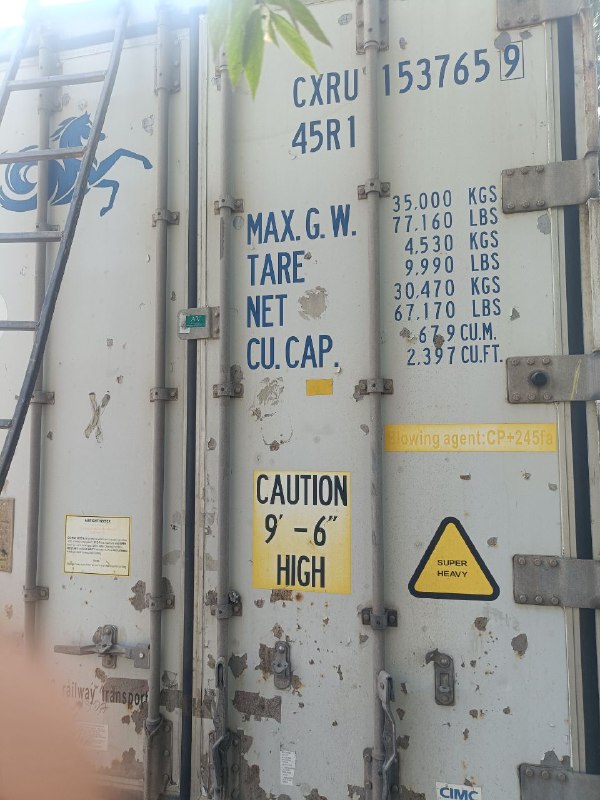 CXRU 153765 9
45R1
MAX. G. W. 35.000 KGS
77.160 LBS
TARE 4.530 KGS
9.990 LBS
NET 30.470 KGS
67.170 LBS
CU. CAP. 67.9 CU.M.
2.397 CU.FT.
Blowing agent:CP+245fa
CAUTION
9' - 6"
HIGH
SUPER
HEAVY
railway transport
CIMC